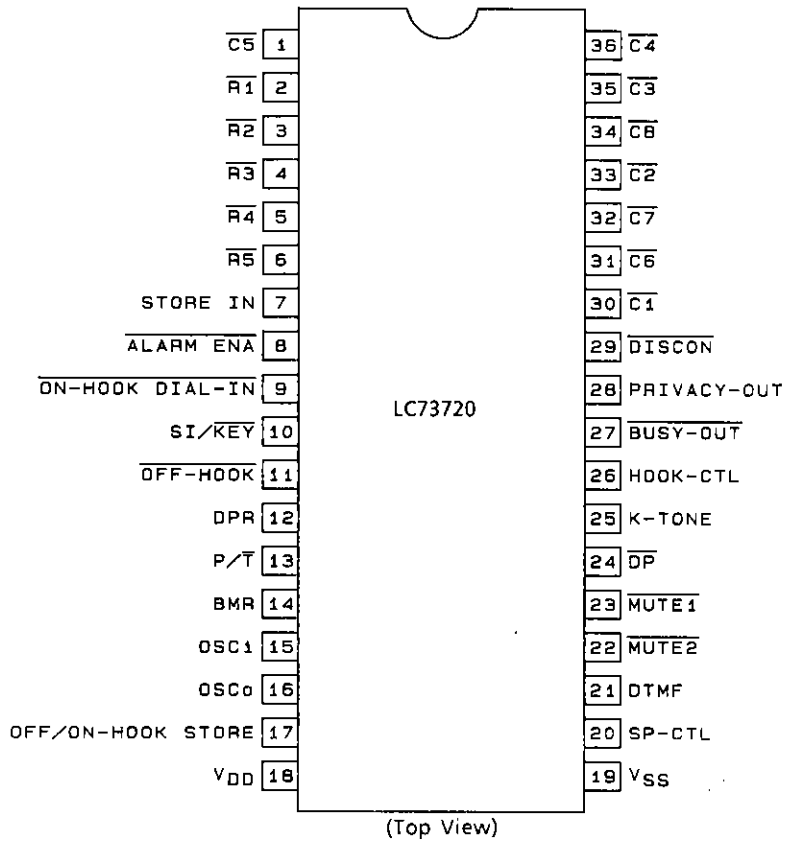 C5 1 36 C4
R1 2 35 C3
R2 3 34 C8
R3 4 33 C2
R4 5 32 C7
R5 6 31 C6
STORE IN 7 30 C1
ALARM ENA 8 29 DISCON
ON-HOOK DIAL-IN 9 28 PRIVACY-OUT
LC73720
SI/KEY 10 27 BUSY-OUT
OFF-HOOK 11 26 HOOK-CTL
DPR 12 25 K-TONE
P/T 13 24 DP
BMR 14 23 MUTE1
OSCi 15 22 MUTE2
OSCo 16 21 DTMF
OFF/ON-HOOK STORE 17 20 SP-CTL
VDD 18 19 VSS
(Top View)